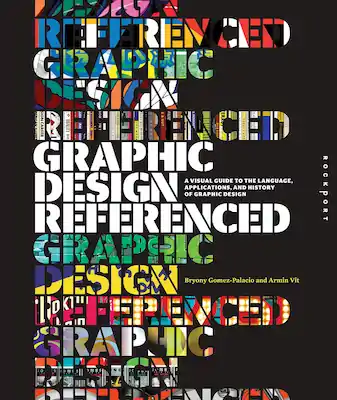 DESIGN
REFERENCED
GRAPHIC
DESIGN
REFERENCED
GRAPHIC
DESIGN
REFERENCED
A VISUAL GUIDE TO THE LANGUAGE,
APPLICATIONS, AND HISTORY
OF GRAPHIC DESIGN
ROCKPORT
GRAPHIC
DESIGN
Bryony Gomez-Palacio and Armin Vit
REFERENCED
GRAPHIC
DESIGN
REFERENCED